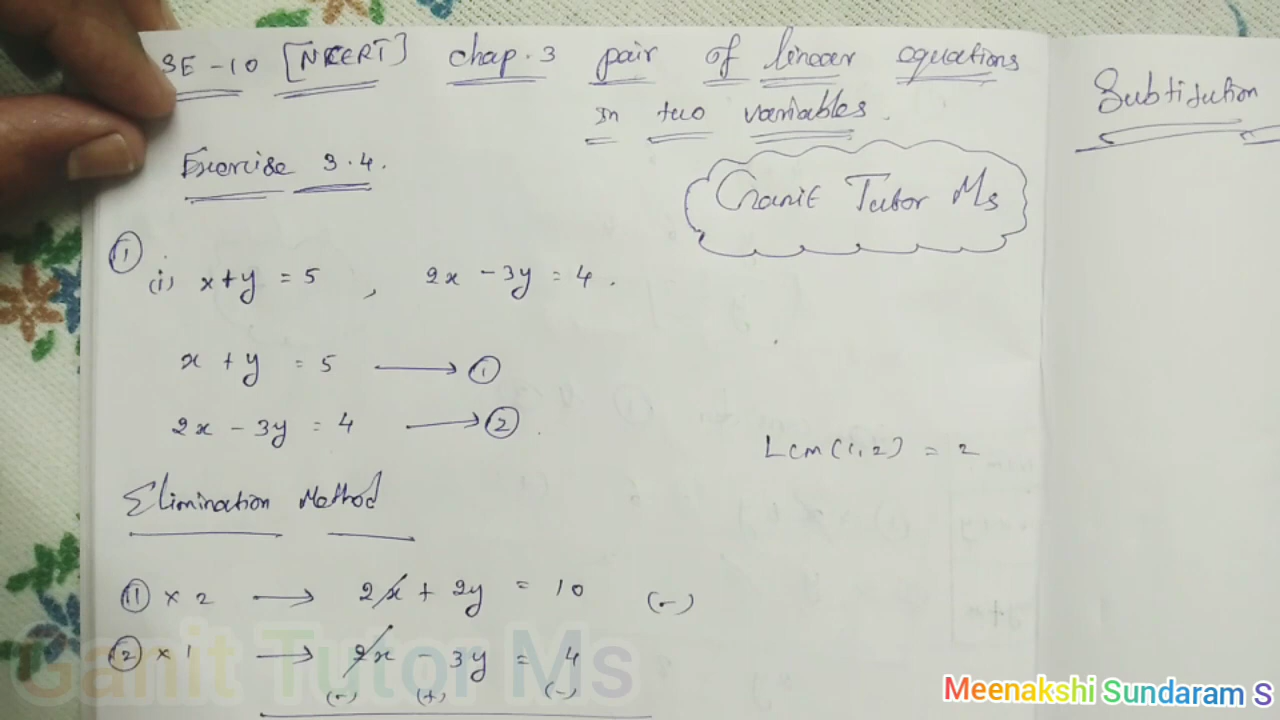 SE-10 [NCERT] chap.3 pair of linear equations
in two variables.
Substitution
Exercise 3.4.
Ganit Tutor Ms
①
(i) x+y = 5 , 2x - 3y = 4.
x + y = 5 → ①
2x - 3y = 4 → ②.
Lcm(1,2) = 2
Elimination Method
① × 2 → 2x + 2y = 10 (-)
② × 1 → 2x - 3y = 4
(-) (+) (-)
Ganit Tutor Ms
Meenakshi Sundaram S